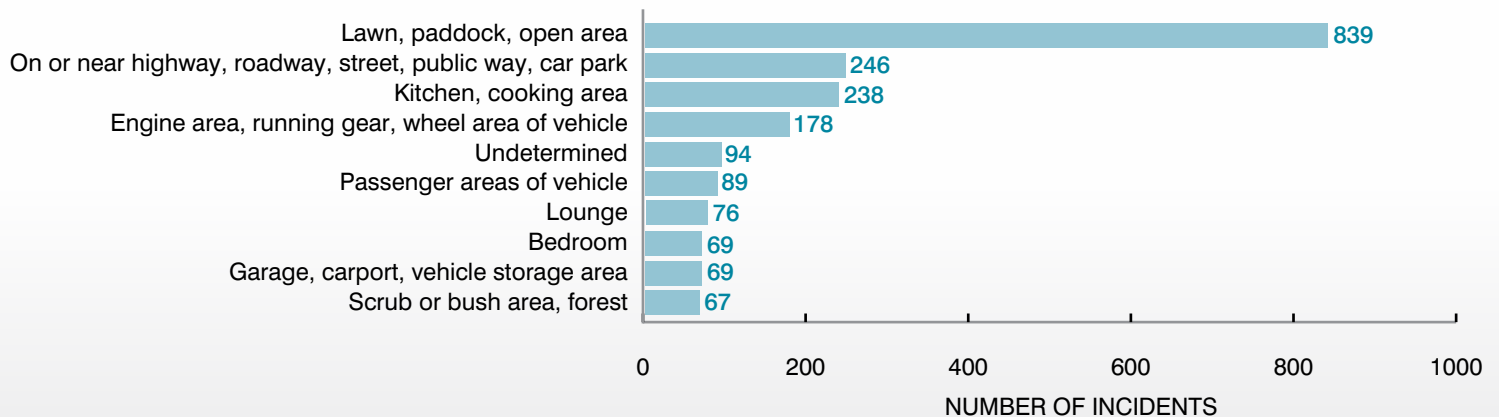 Lawn, paddock, open area 839
On or near highway, roadway, street, public way, car park 246
Kitchen, cooking area 238
Engine area, running gear, wheel area of vehicle 178
Undetermined 94
Passenger areas of vehicle 89
Lounge 76
Bedroom 69
Garage, carport, vehicle storage area 69
Scrub or bush area, forest 67
0 200 400 600 800 1000
NUMBER OF INCIDENTS